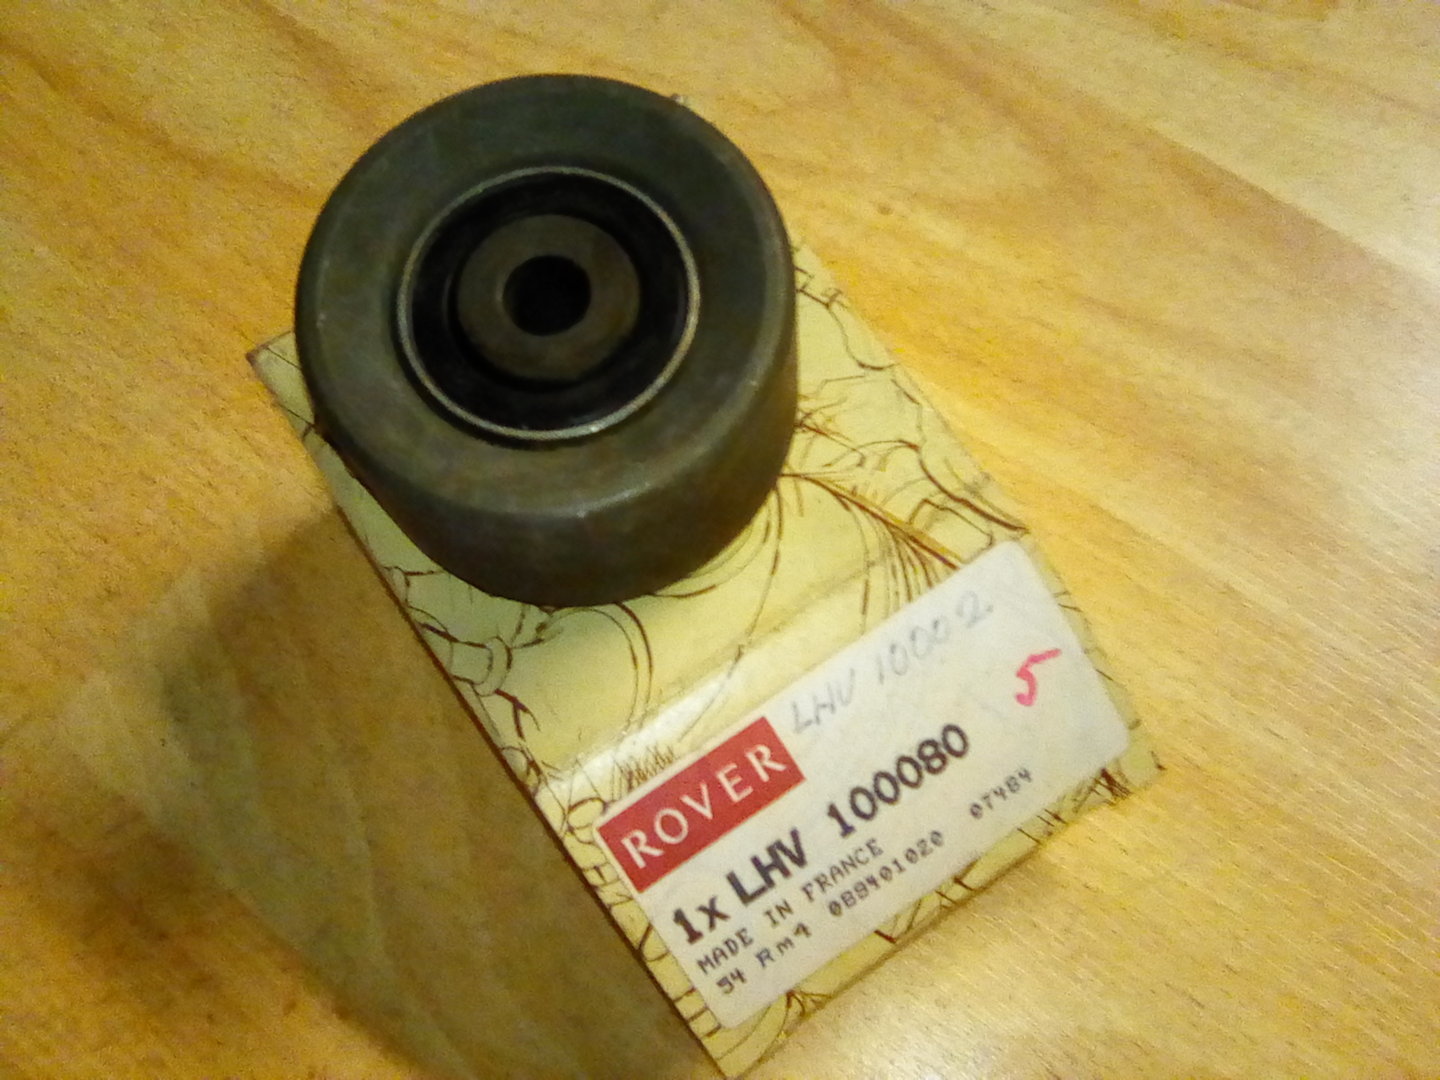 LHV 10002
5
ROVER
1x LHV 100080
MADE IN FRANCE
54 Rm4 088401020 07484